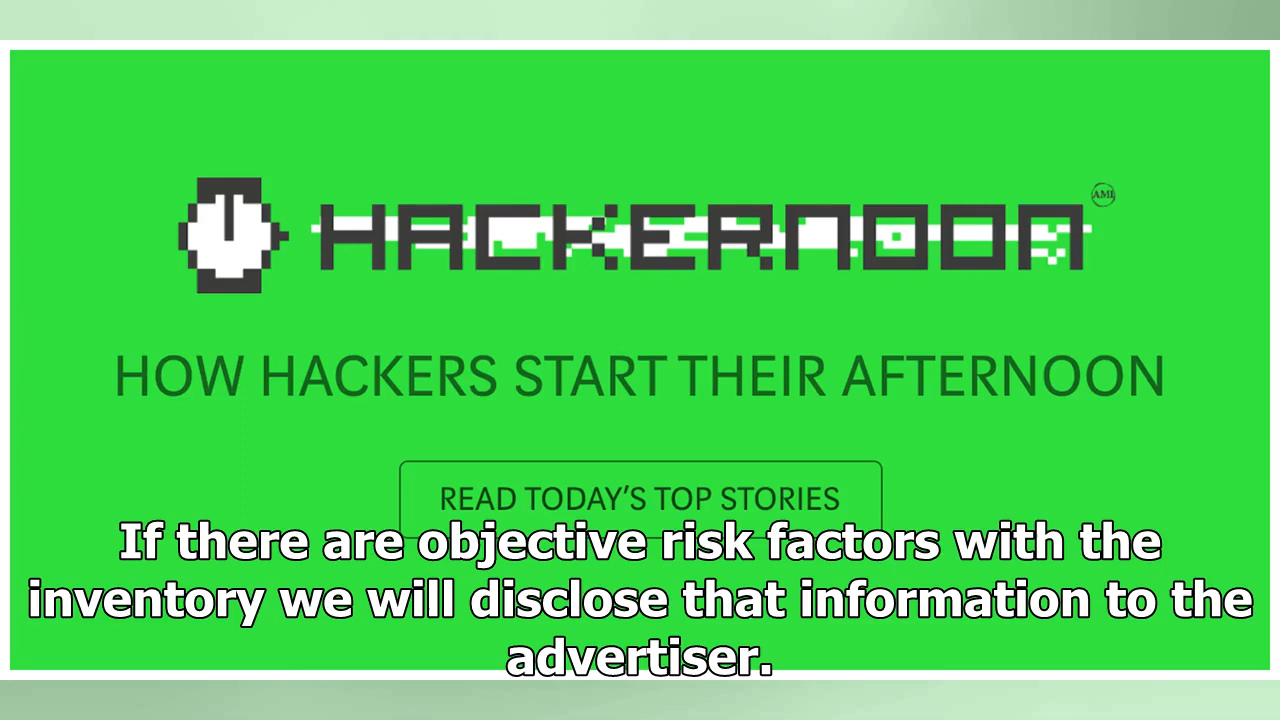 HACKERNOON AMI
HOW HACKERS START THEIR AFTERNOON
READ TODAY'S TOP STORIES
If there are objective risk factors with the
inventory we will disclose that information to the
advertiser.